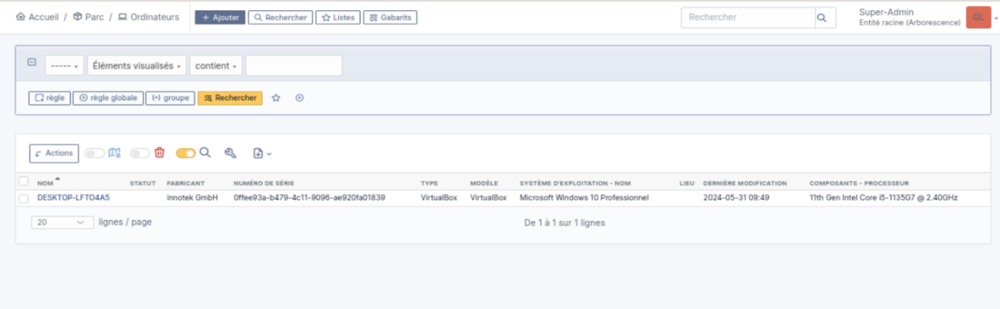 Accueil / Parc / Ordinateurs + Ajouter Rechercher Listes Gabarits Rechercher Super-Admin GL
Entité racine (Arborescence)
----- Éléments visualisés contient
règle règle globale (+) groupe Rechercher
Actions
NOM STATUT FABRICANT NUMÉRO DE SÉRIE TYPE MODÈLE SYSTÈME D'EXPLOITATION - NOM LIEU DERNIÈRE MODIFICATION COMPOSANTS - PROCESSEUR
DESKTOP-LFTO4A5 innotek GmbH 0ffee93a-b479-4c11-9096-ae920fa01839 VirtualBox VirtualBox Microsoft Windows 10 Professionnel 2024-05-31 09:49 11th Gen Intel Core i5-1135G7 @ 2.40GHz
20 lignes / page De 1 à 1 sur 1 lignes